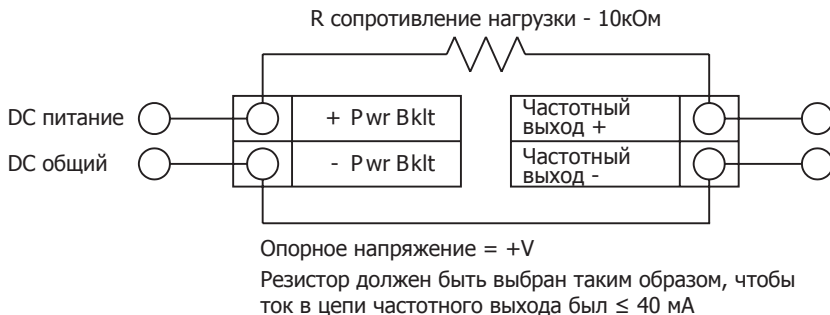 R сопротивление нагрузки - 10кОм
DC питание
+ Pwr Bklt
Частотный
выход +
DC общий
- Pwr Bklt
Частотный
выход -
Опорное напряжение = +V
Резистор должен быть выбран таким образом, чтобы
ток в цепи частотного выхода был ≤ 40 мА